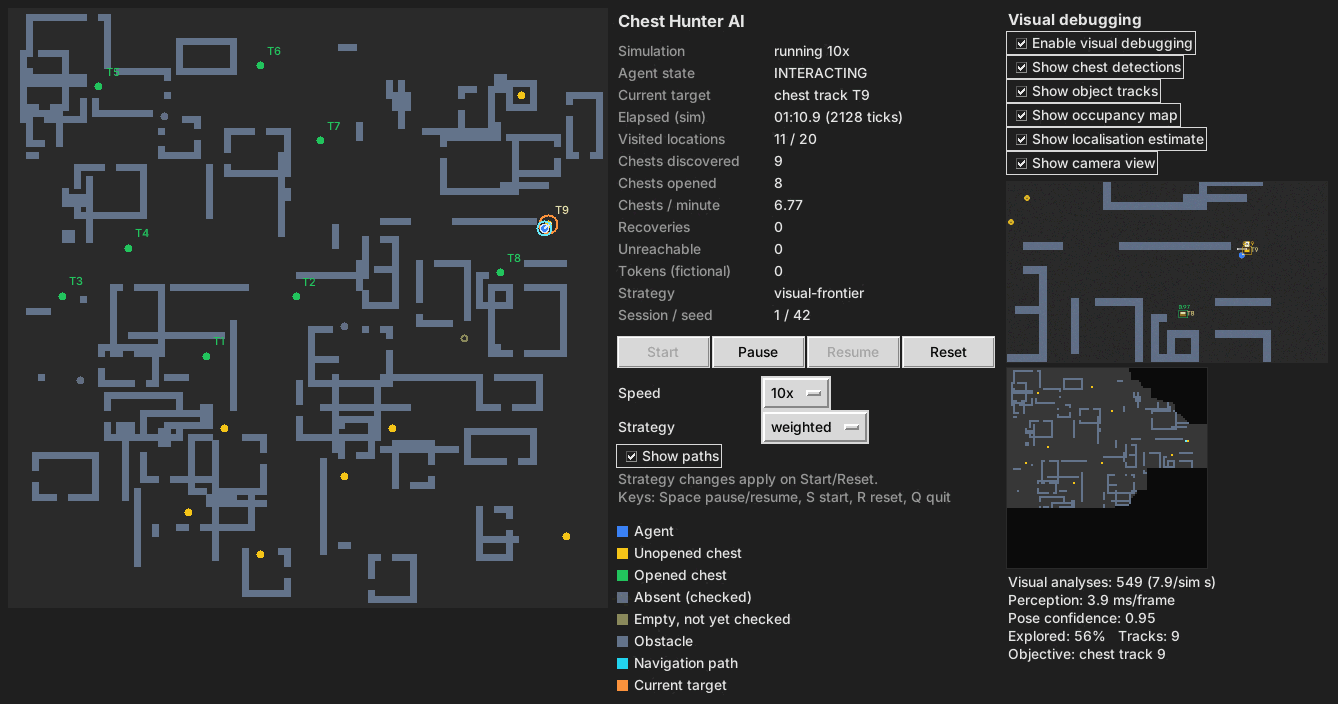 T6
T5
T7
T9
T4
T8
T3
T2
T1
Chest Hunter AI
Simulation running 10x
Agent state INTERACTING
Current target chest track T9
Elapsed (sim) 01:10.9 (2128 ticks)
Visited locations 11 / 20
Chests discovered 9
Chests opened 8
Chests / minute 6.77
Recoveries 0
Unreachable 0
Tokens (fictional) 0
Strategy visual-frontier
Session / seed 1 / 42
Start Pause Resume Reset
Speed 10x
Strategy weighted
Show paths
Strategy changes apply on Start/Reset.
Keys: Space pause/resume, S start, R reset, Q quit
Agent
Unopened chest
Opened chest
Absent (checked)
Empty, not yet checked
Obstacle
Navigation path
Current target
Visual debugging
Enable visual debugging
Show chest detections
Show object tracks
Show occupancy map
Show localisation estimate
Show camera view
T9
T8
Visual analyses: 549 (7.9/sim s)
Perception: 3.9 ms/frame
Pose confidence: 0.95
Explored: 56% Tracks: 9
Objective: chest track 9